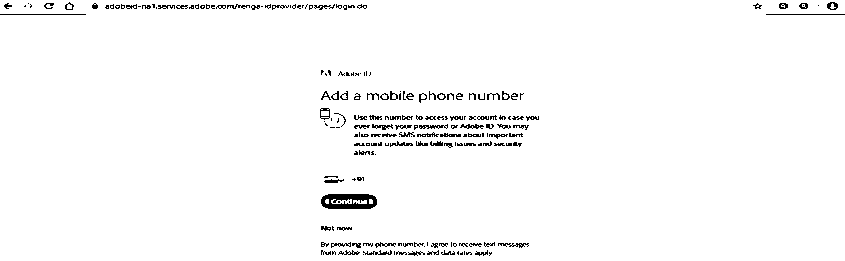 adobeid-na1.services.adobe.com/renga-idprovider/pages/login.do
Adobe ID
Add a mobile phone number
Use this number to access your account in case you
ever forget your password or Adobe ID. You may
also receive SMS notifications about important
account updates like billing issues and security
alerts.
+91
Continue
Not now
By providing my phone number, I agree to receive text messages
from Adobe. Standard messages and data rates apply.